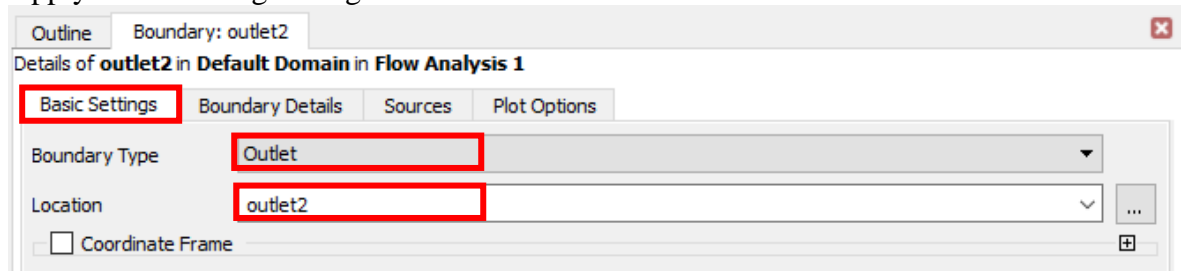 Outline Boundary: outlet2
Details of outlet2 in Default Domain in Flow Analysis 1
Basic Settings Boundary Details Sources Plot Options
Boundary Type Outlet
Location outlet2 ...
Coordinate Frame